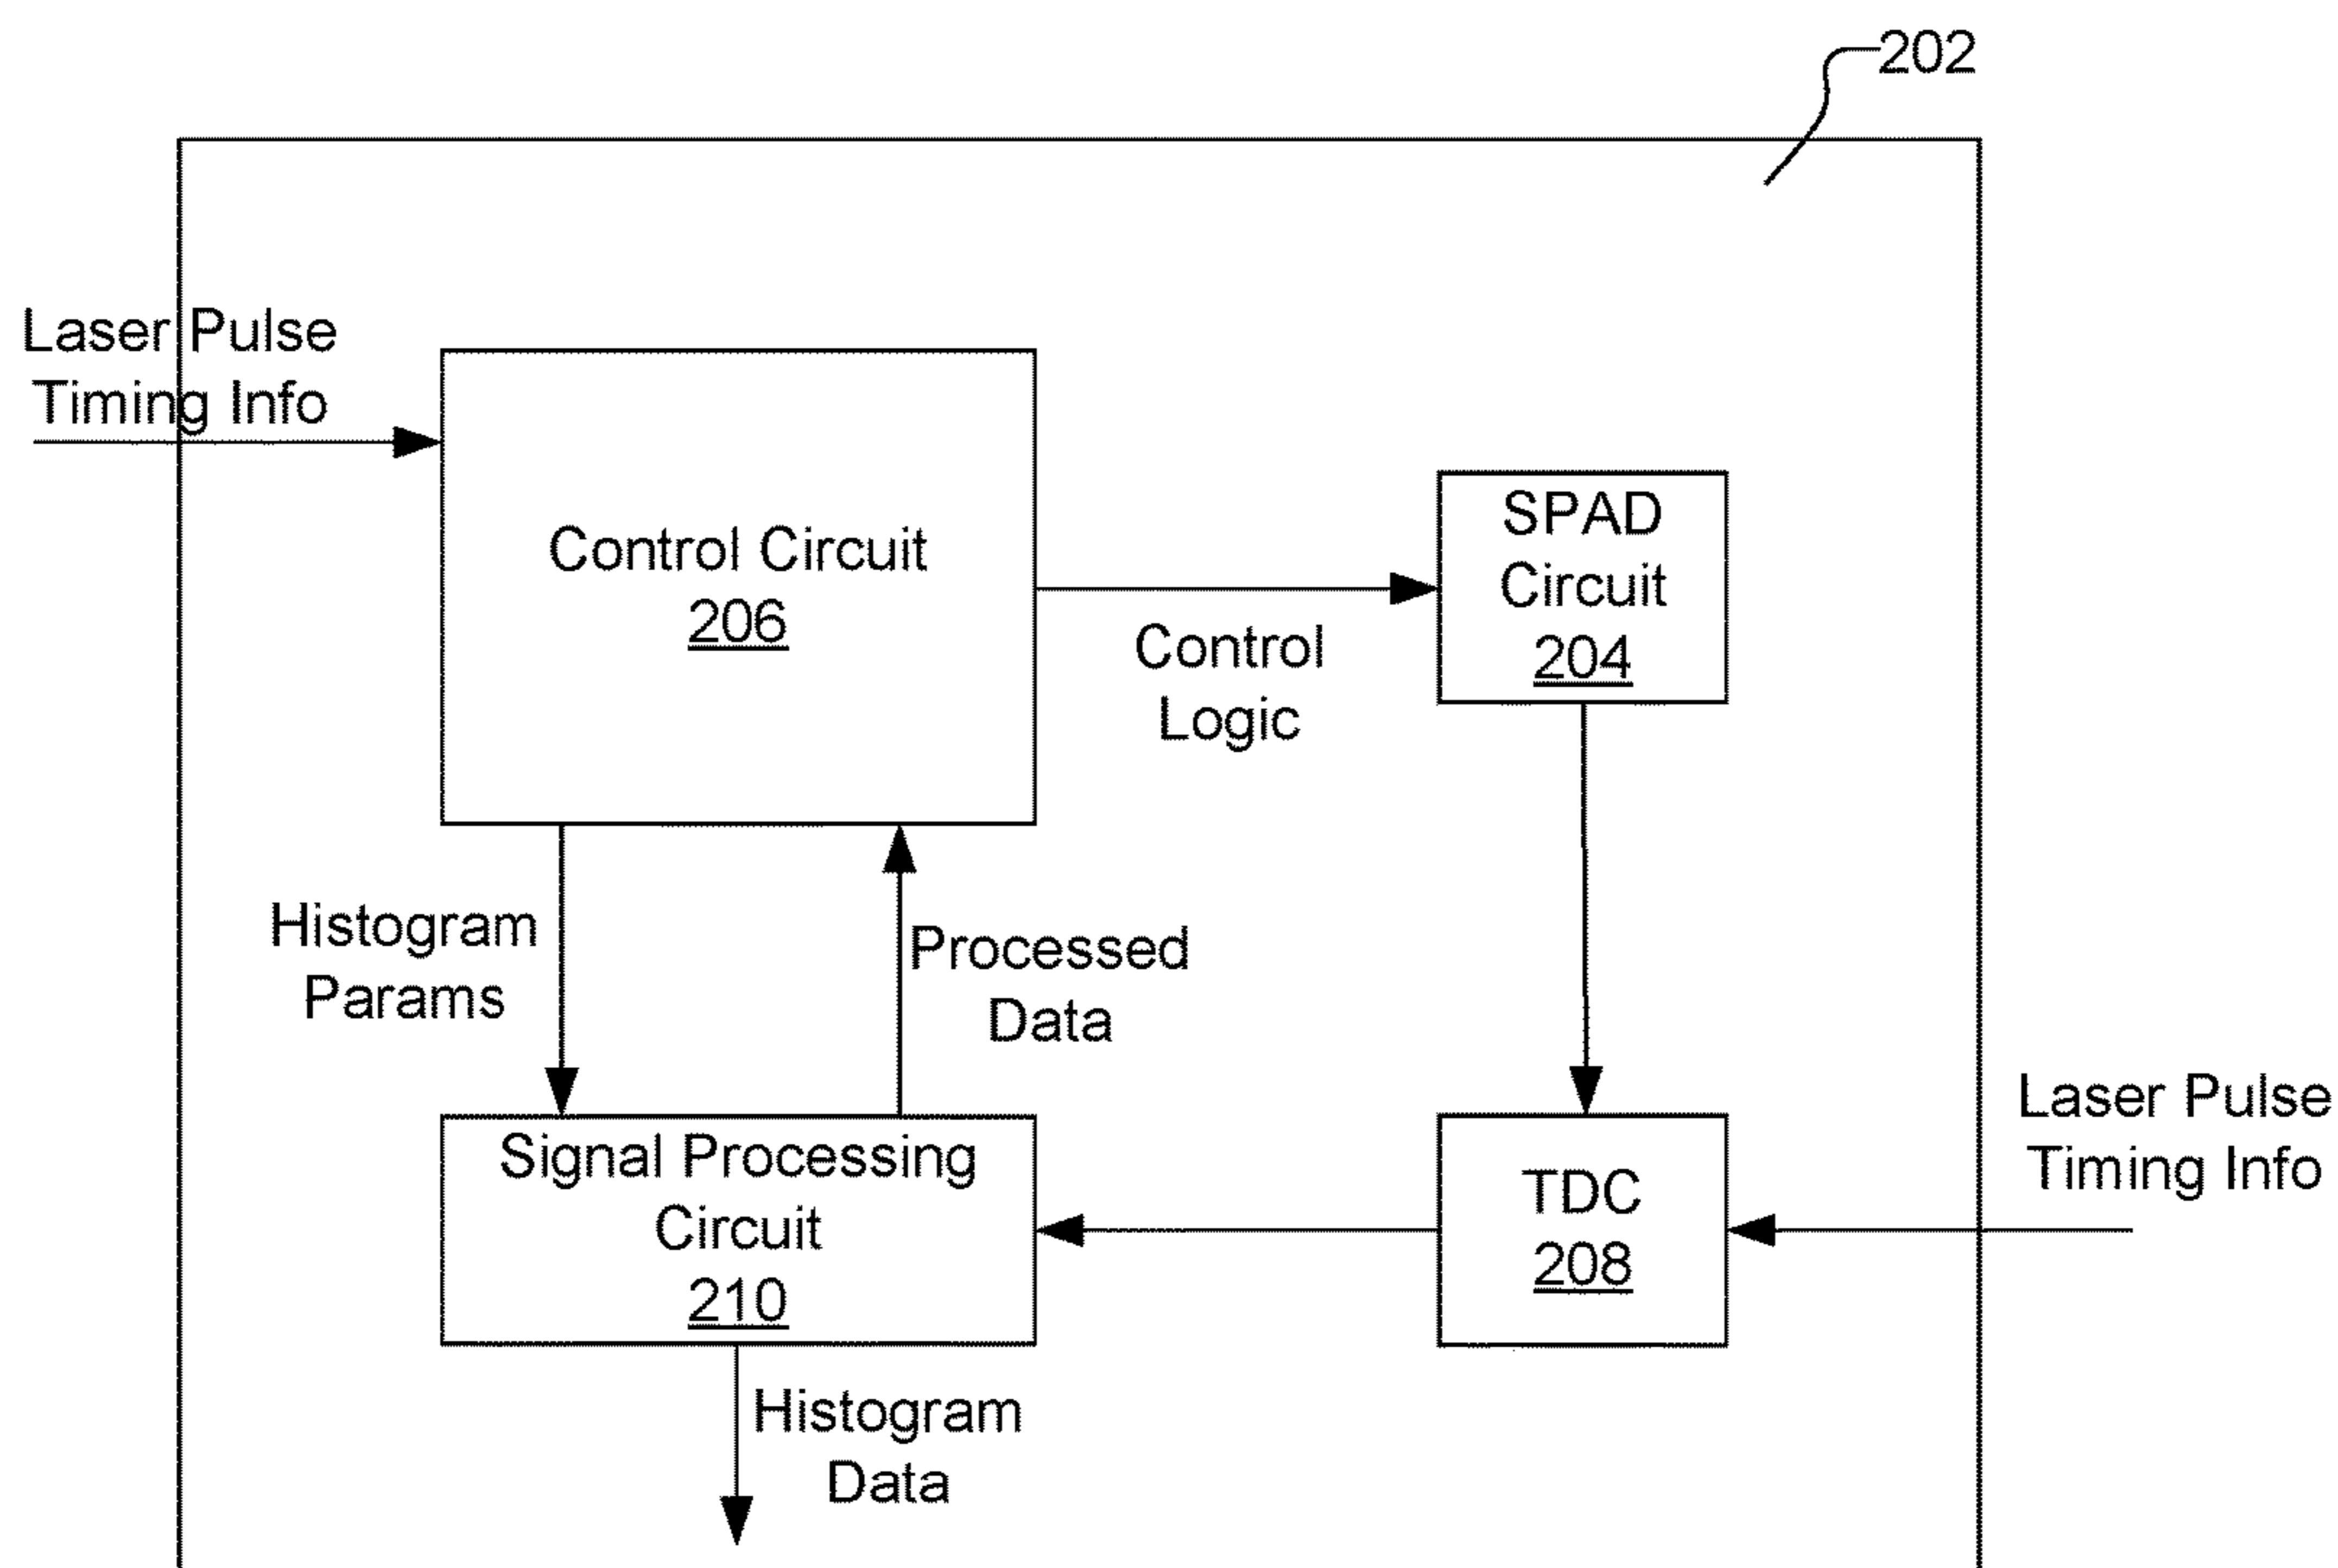 202
Laser Pulse
Timing Info
Control Circuit
206
SPAD
Circuit
204
Control
Logic
Histogram
Params
Processed
Data
Signal Processing
Circuit
210
TDC
208
Laser Pulse
Timing Info
Histogram
Data